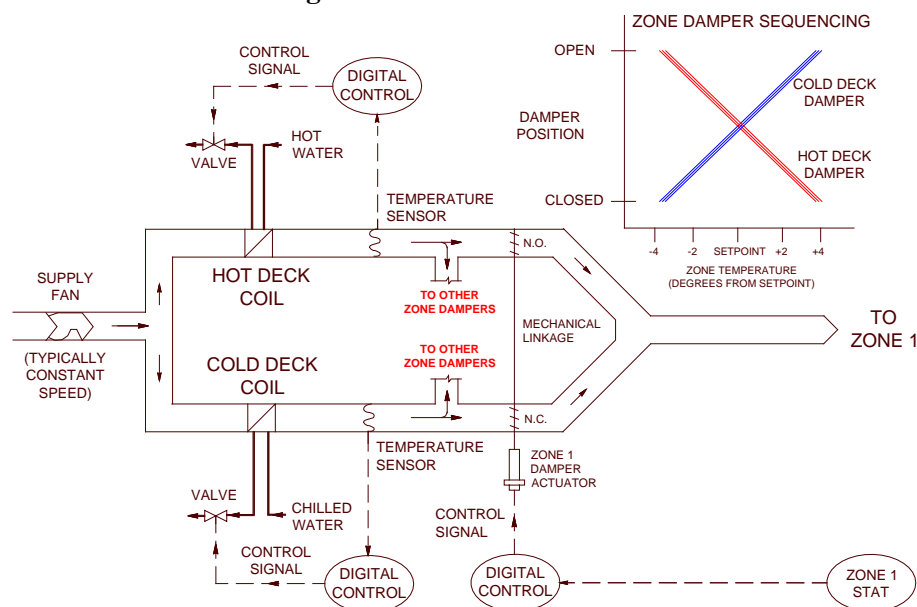 ZONE DAMPER SEQUENCING
OPEN
COLD DECK
DAMPER
DAMPER
POSITION
HOT DECK
DAMPER
CLOSED
-4
-2
SETPOINT
+2
+4
ZONE TEMPERATURE
(DEGREES FROM SETPOINT)
CONTROL
SIGNAL
DIGITAL
CONTROL
HOT
WATER
VALVE
TEMPERATURE
SENSOR
N.O.
SUPPLY
FAN
HOT DECK
COIL
TO OTHER
ZONE DAMPERS
MECHANICAL
LINKAGE
TO
ZONE 1
(TYPICALLY
CONSTANT
SPEED)
COLD DECK
COIL
TO OTHER
ZONE DAMPERS
N.C.
TEMPERATURE
SENSOR
ZONE 1
DAMPER
ACTUATOR
VALVE
CHILLED
WATER
CONTROL
SIGNAL
CONTROL
SIGNAL
DIGITAL
CONTROL
DIGITAL
CONTROL
ZONE 1
STAT